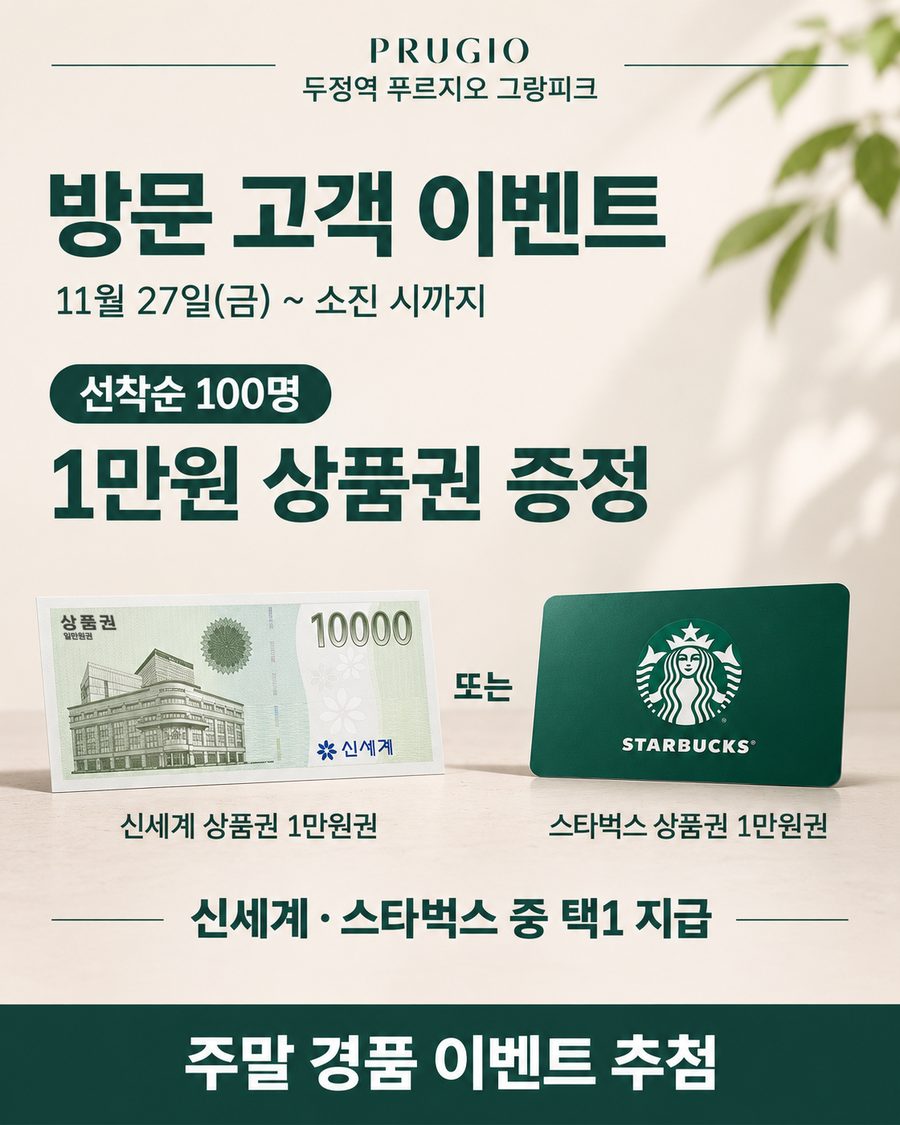 PRUGIO
두정역 푸르지오 그랑피크
방문 고객 이벤트
11월 27일(금) ~ 소진 시까지
선착순 100명
1만원 상품권 증정
상품권
일만원권
10000
신세계
또는
STARBUCKS
신세계 상품권 1만원권
스타벅스 상품권 1만원권
신세계 · 스타벅스 중 택1 지급
주말 경품 이벤트 추첨